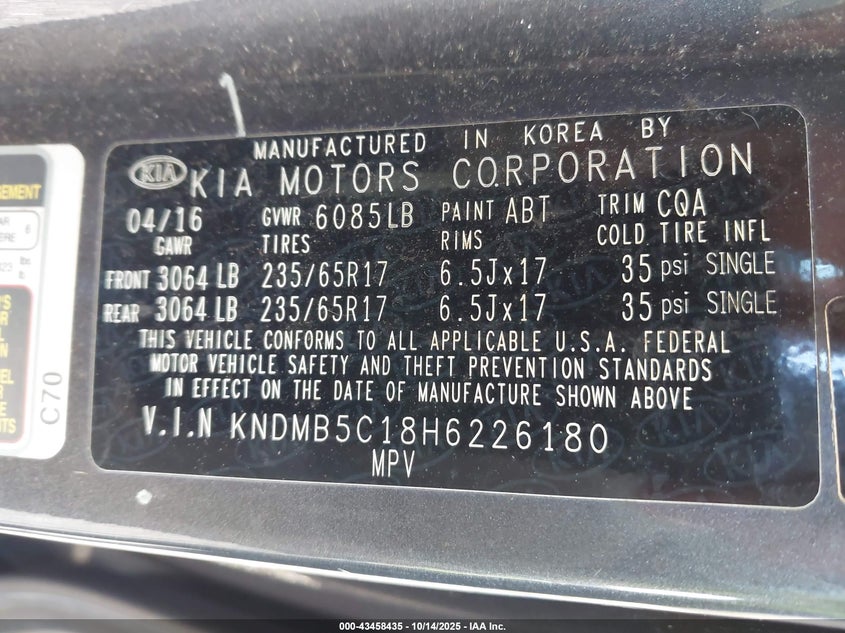 MANUFACTURED IN KOREA BY
KIA KIA MOTORS CORPORATION
04/16 GVWR 6085LB PAINT ABT TRIM CQA
GAWR TIRES RIMS COLD TIRE INFL
FRONT 3064 LB 235/65R17 6.5Jx17 35 psi SINGLE
REAR 3064 LB 235/65R17 6.5Jx17 35 psi SINGLE
THIS VEHICLE CONFORMS TO ALL APPLICABLE U.S.A. FEDERAL
MOTOR VEHICLE SAFETY AND THEFT PREVENTION STANDARDS
IN EFFECT ON THE DATE OF MANUFACTURE SHOWN ABOVE
V.I.N KNDMB5C18H6226180
MPV
C70
000-43458435 - 10/14/2025 - IAA Inc.